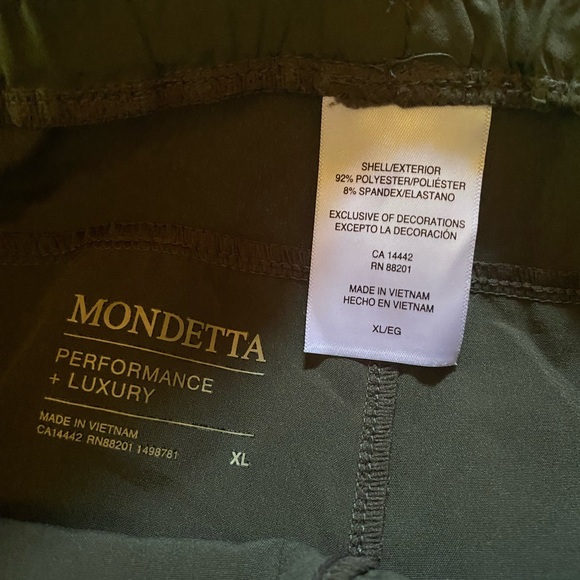 SHELL/EXTERIOR
92% POLYESTER/POLIÉSTER
8% SPANDEX/ELASTANO
EXCLUSIVE OF DECORATIONS
EXCEPTO LA DECORACIÓN
CA 14442
RN 88201
MADE IN VIETNAM
HECHO EN VIETNAM
XL/EG
MONDETTA
PERFORMANCE
+ LUXURY
MADE IN VIETNAM
CA14442 RN88201 1498781
XL